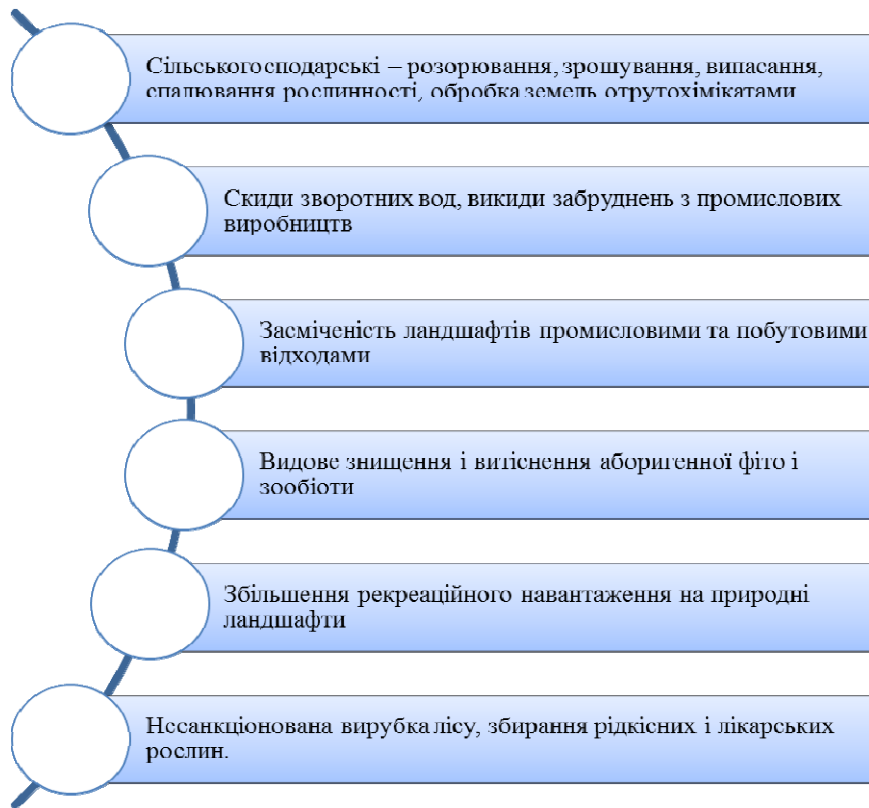 Сільськогосподарські – розорювання, зрошування, випасання,
спалювання рослинності, обробка земель отрутохімікатами
Скиди зворотних вод, викиди забруднень з промислових
виробництв
Засміченість ландшафтів промисловими та побутовими
відходами
Видове знищення і витіснення аборигенної фіто і
зообіоти
Збільшення рекреаційного навантаження на природні
ландшафти
Несанкціонована вирубка лісу, збирання рідкісних і лікарських
рослин.